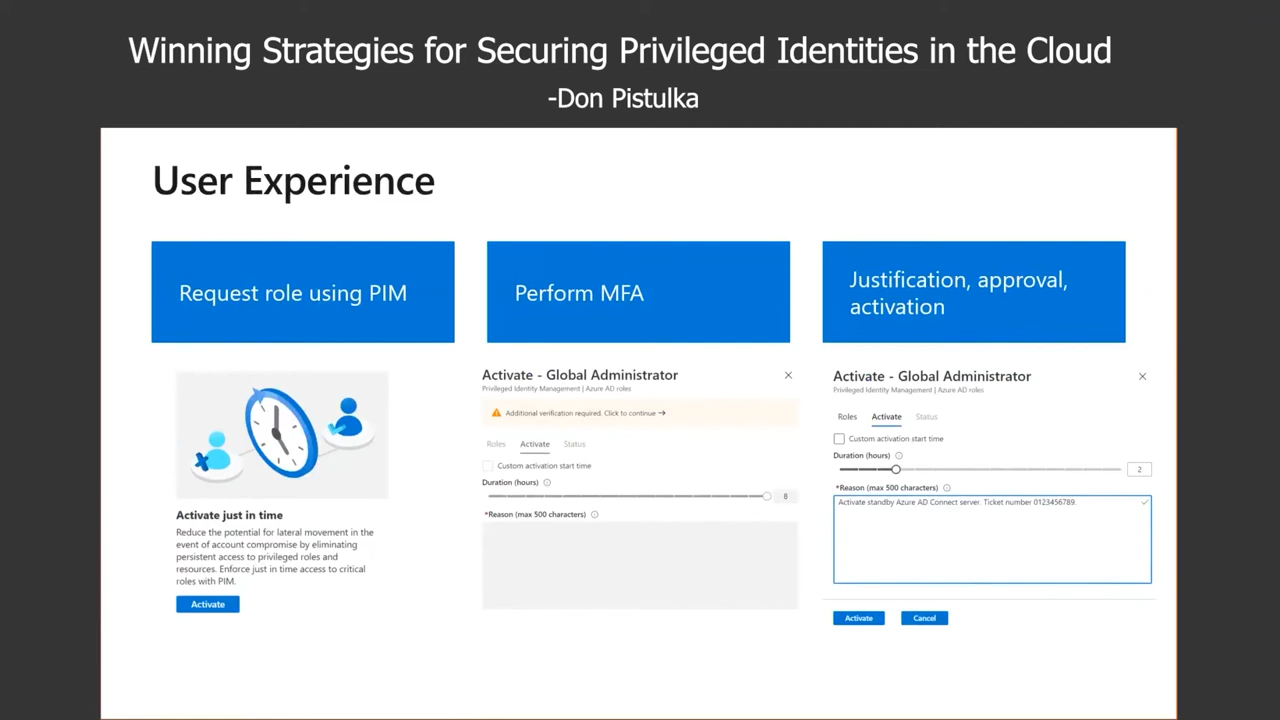 Winning Strategies for Securing Privileged Identities in the Cloud
-Don Pistulka
User Experience
Request role using PIM
Perform MFA
Justification, approval,
activation
Activate just in time
Reduce the potential for lateral movement in the
event of account compromise by eliminating
persistent access to privileged roles and
resources. Enforce just in time access to critical
roles with PIM.
Activate
Activate - Global Administrator
Privileged Identity Management | Azure AD roles
Additional verification required. Click to continue →
Roles Activate Status
Custom activation start time
Duration (hours)
8
*Reason (max 500 characters)
Activate - Global Administrator
Privileged Identity Management | Azure AD roles
Roles Activate Status
Custom activation start time
Duration (hours)
2
*Reason (max 500 characters)
Activate standby Azure AD Connect server. Ticket number 0123456789.
Activate Cancel